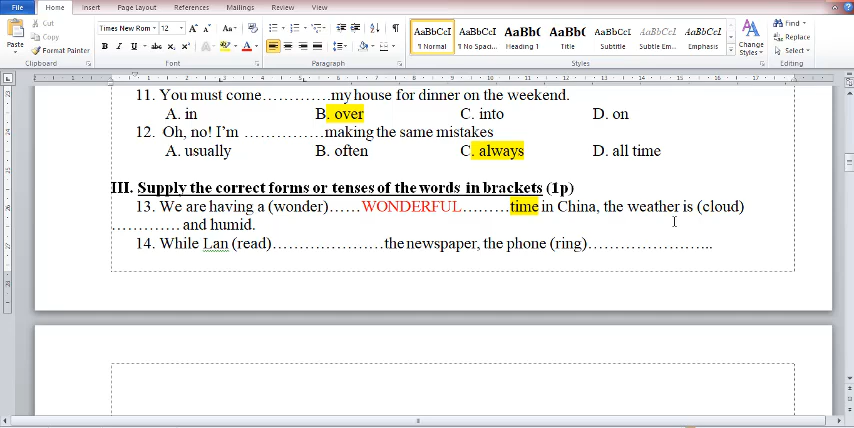 File Home Insert Page Layout References Mailings Review View
Cut
Copy
Format Painter
Paste
Clipboard
Times New Rom 12
Font
Paragraph
AaBbCcI AaBbCcI AaBbC AaBbC AaBbCcI AaBbCcI AaBbCcI
¶ Normal ¶ No Spaci... Heading 1 Title Subtitle Subtle Em... Emphasis
Styles
Change
Styles
Find
Replace
Select
Editing
11. You must come…………my house for dinner on the weekend.
A. in B. over C. into D. on
12. Oh, no! I’m ……………making the same mistakes
A. usually B. often C. always D. all time
III. Supply the correct forms or tenses of the words in brackets (1p)
13. We are having a (wonder)……WONDERFUL………time in China, the weather is (cloud)
…………. and humid.
14. While Lan (read)…………………the newspaper, the phone (ring)…………………..